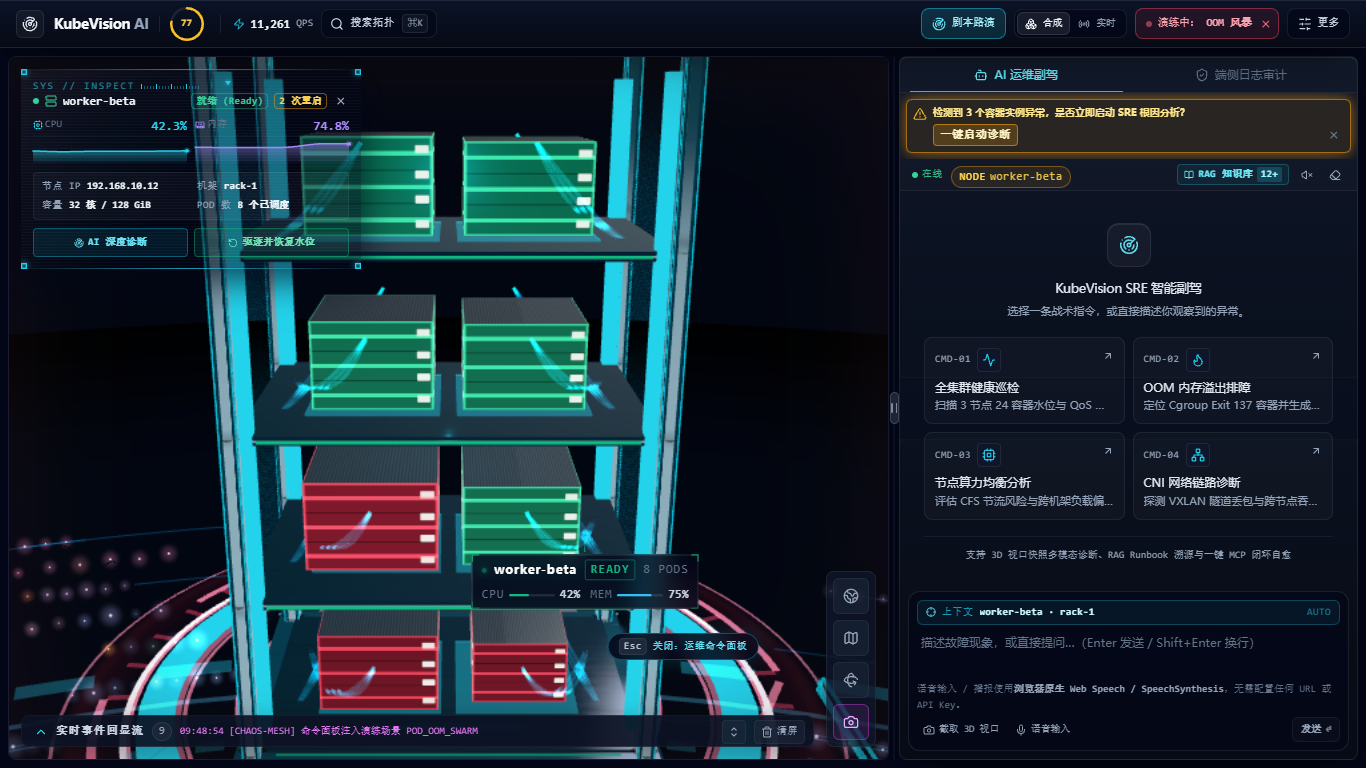 KubeVision AI
77
11,261 QPS
搜索拓扑 ⌘K
剧本路演
合成
实时
演练中: OOM 风暴 ×
更多
SYS // INSPECT
worker-beta
就绪 (Ready)
2 次重启
CPU
42.3%
内存
74.8%
节点 IP 192.168.10.12
机架 rack-1
容量 32 核 / 128 GiB
POD 数 8 个已调度
AI 深度诊断
驱逐并恢复水位
worker-beta READY 8 PODS
CPU 42% MEM 75%
Esc 关闭: 运维命令面板
实时事件回显流 9 09:48:54 [CHAOS-MESH] 命令面板注入演练场景 POD_OOM_SWARM
清屏
AI 运维副驾
端侧日志审计
检测到 3 个容器实例异常，是否立即启动 SRE 根因分析?
一键启动诊断
在线
NODE worker-beta
RAG 知识库 12+
KubeVision SRE 智能副驾
选择一条战术指令，或直接描述你观察到的异常。
CMD-01
全集群健康巡检
扫描 3 节点 24 容器水位与 QoS ...
CMD-02
OOM 内存溢出排障
定位 Cgroup Exit 137 容器并生成...
CMD-03
节点算力均衡分析
评估 CFS 节流风险与跨机架负载偏...
CMD-04
CNI 网络链路诊断
探测 VXLAN 隧道丢包与跨节点吞...
支持 3D 视口快照多模态诊断、RAG Runbook 溯源与一键 MCP 闭环自愈
上下文 worker-beta · rack-1
AUTO
描述故障现象，或直接提问... (Enter 发送 / Shift+Enter 换行)
语音输入 / 播报使用浏览器原生 Web Speech / SpeechSynthesis，无需配置任何 URL 或
API Key.
截取 3D 视口
语音输入
发送